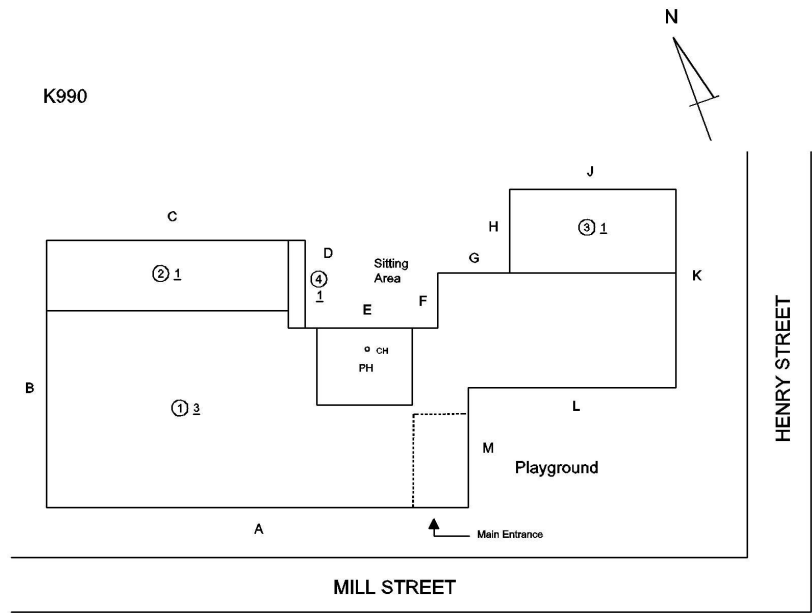 N
K990
J
C
H
③ 1
D
Sitting
Area
G
② 1
④
1
F
K
E
CH
PH
B
L
① 3
M
Playground
A
Main Entrance
HENRY STREET
MILL STREET